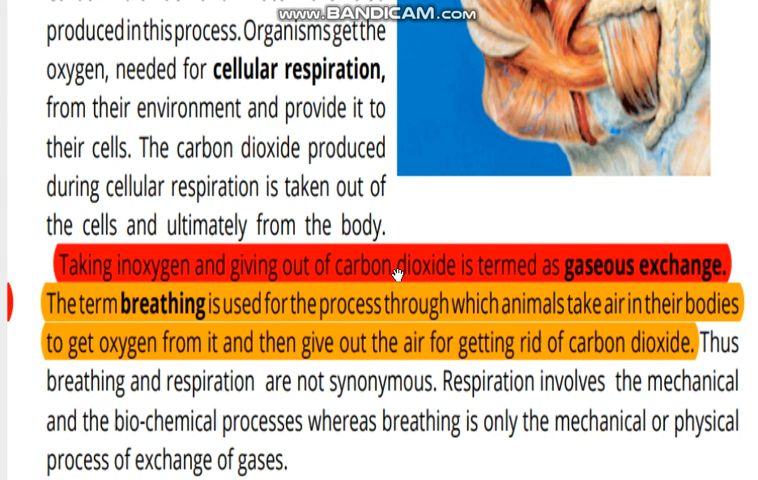 www.BANDICAM.com
produced in this process. Organisms get the
oxygen, needed for cellular respiration,
from their environment and provide it to
their cells. The carbon dioxide produced
during cellular respiration is taken out of
the cells and ultimately from the body.
Taking inoxygen and giving out of carbon dioxide is termed as gaseous exchange.
The term breathing is used for the process through which animals take air in their bodies
to get oxygen from it and then give out the air for getting rid of carbon dioxide. Thus
breathing and respiration are not synonymous. Respiration involves the mechanical
and the bio-chemical processes whereas breathing is only the mechanical or physical
process of exchange of gases.